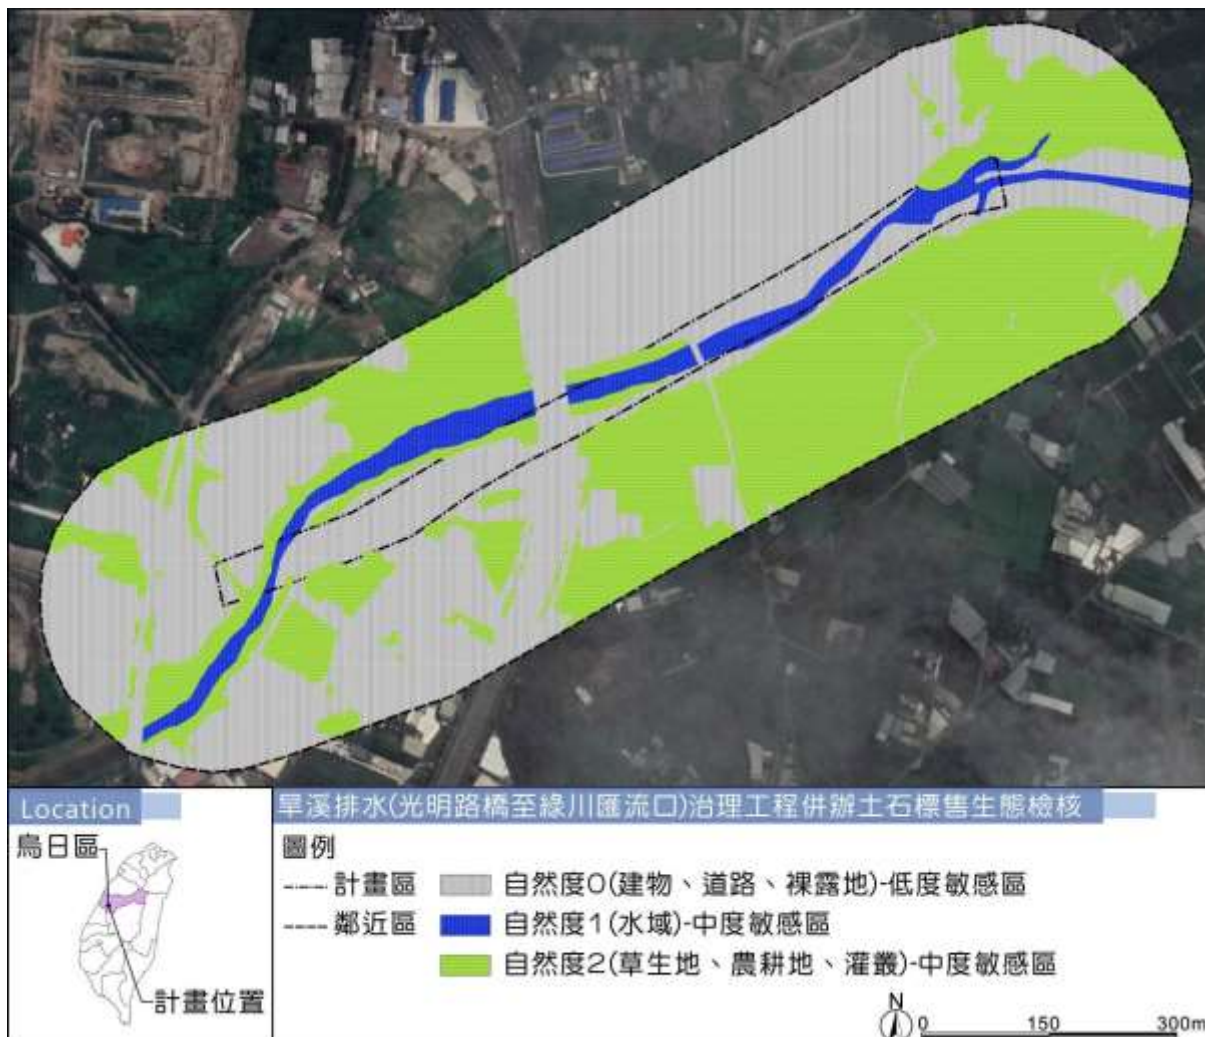 Location
烏日區
計畫位置
旱溪排水(光明路橋至綠川匯流口)治理工程併辦土石標售生態檢核
圖例
計畫區
自然度0(建物、道路、裸露地)-低度敏感區
鄰近區
自然度1(水域)-中度敏感區
自然度2(草生地、農耕地、灌叢)-中度敏感區
N
0 150 300m